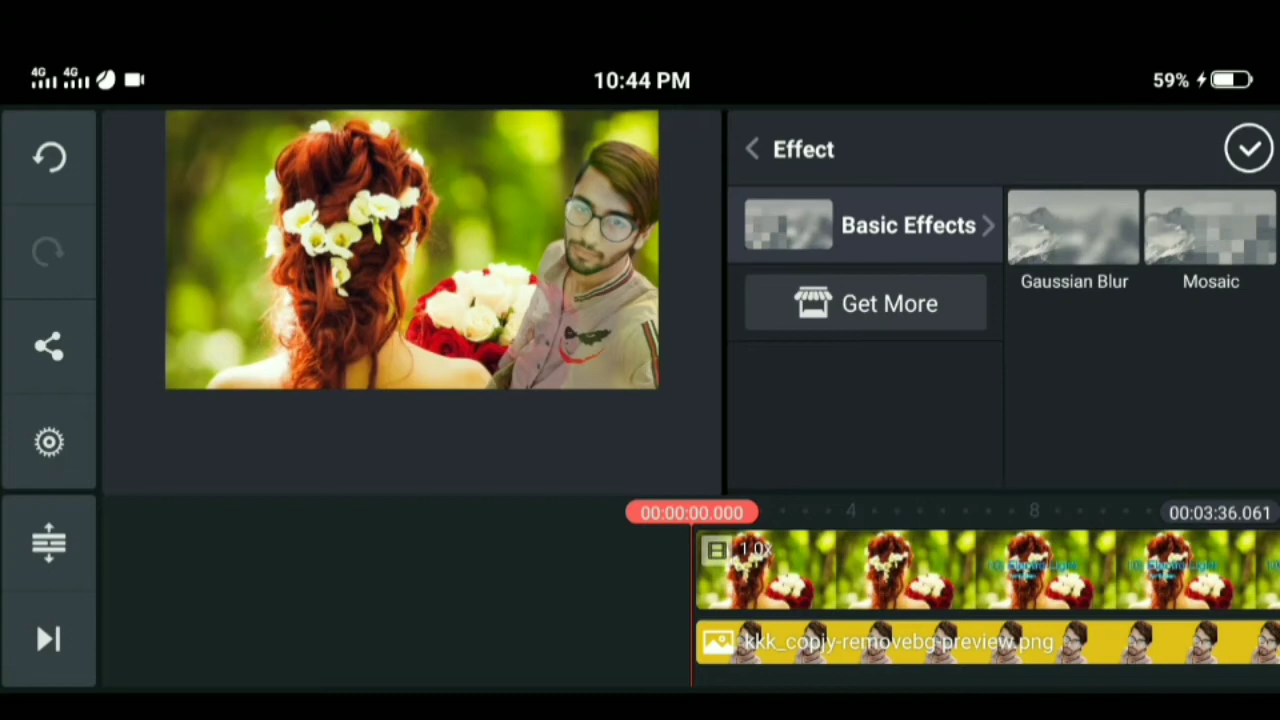 4G 4G
10:44 PM
59%
Effect
Basic Effects
Get More
Gaussian Blur
Mosaic
00:00:00.000
4
8
00:03:36.061
1.0x
kkk_copjy-removebg-preview.png